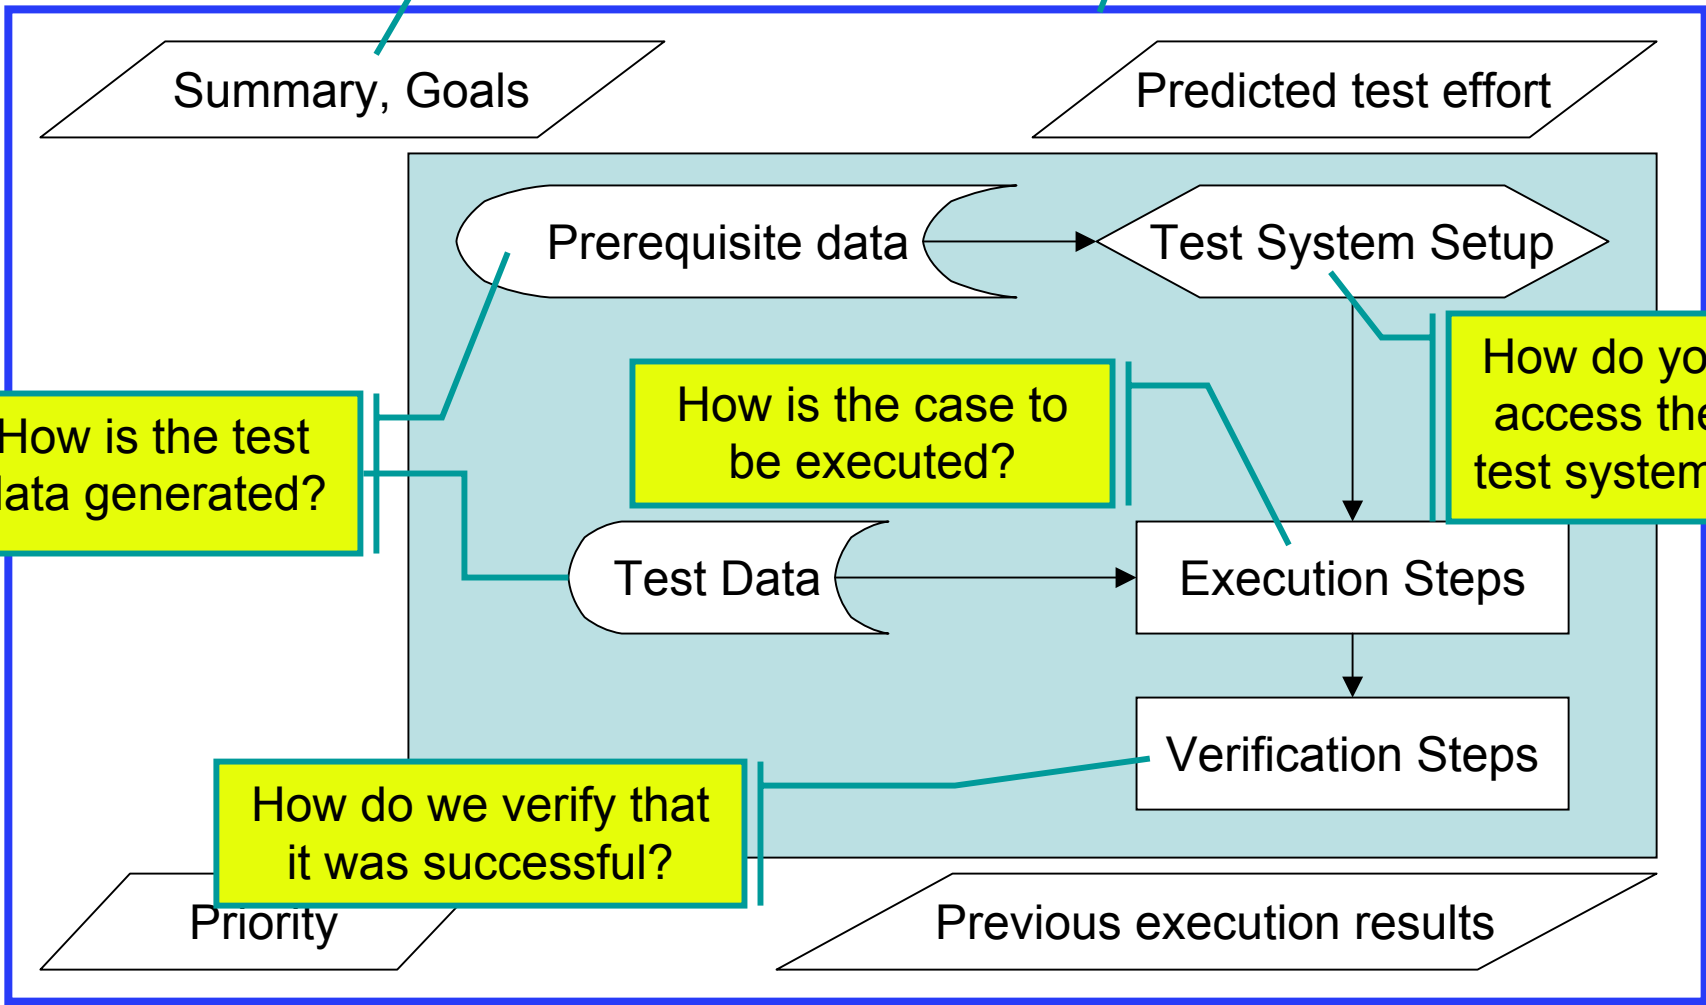 Summary, Goals
Predicted test effort
Prerequisite data
Test System Setup
How is the test
data generated?
How is the case to
be executed?
How do yo
access the
test system
Test Data
Execution Steps
Verification Steps
How do we verify that
it was successful?
Priority
Previous execution results